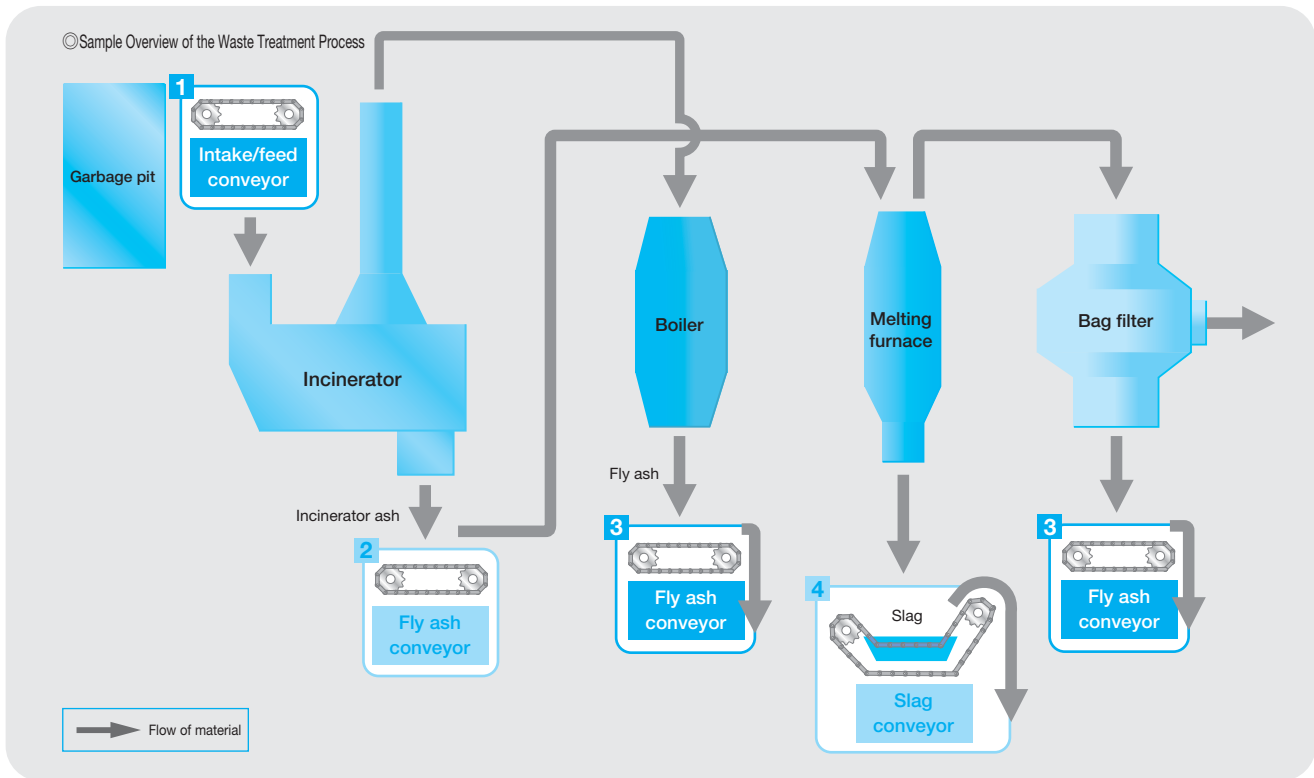 ◎Sample Overview of the Waste Treatment Process
1
Intake/feed
conveyor
Garbage pit
Incinerator
Boiler
Melting
furnace
Bag filter
Incinerator ash
2
Fly ash
conveyor
Fly ash
3
Fly ash
conveyor
4
Slag
Slag
conveyor
3
Fly ash
conveyor
Flow of material